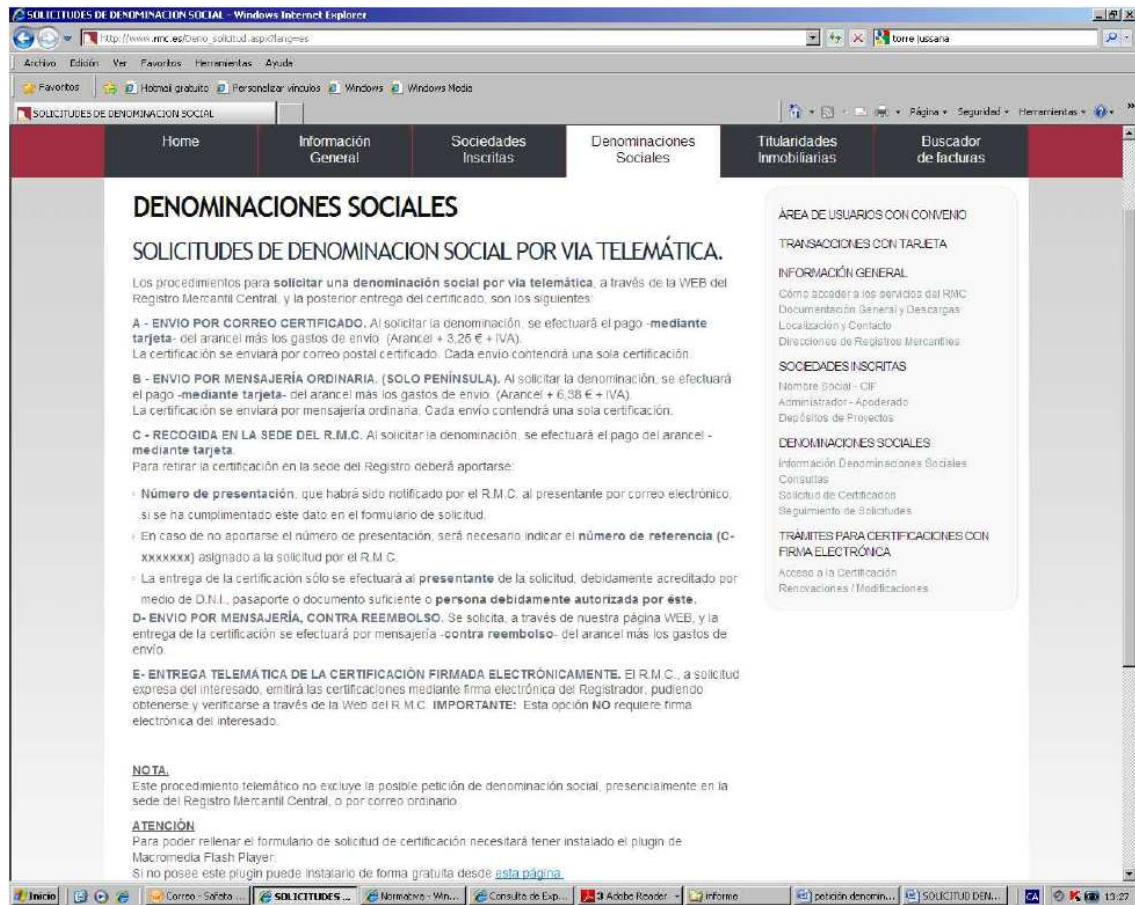 SOLICITUDES DE DENOMINACION SOCIAL - Windows Internet Explorer
http://www.rmc.es/Deno_solicitud.aspx?lang=es
torre jussana
Archivo Edición Ver Favoritos Herramientas Ayuda
Favoritos Hotmail gratuito Personalizar vínculos Windows Windows Media
SOLICITUDES DE DENOMINACION SOCIAL
Página Seguridad Herramientas
Home
Información
General
Sociedades
Inscritas
Denominaciones
Sociales
Titularidades
Inmobiliarias
Buscador
de facturas
DENOMINACIONES SOCIALES
SOLICITUDES DE DENOMINACION SOCIAL POR VIA TELEMÁTICA.
Los procedimientos para solicitar una denominación social por via telemática, a través de la WEB del
Registro Mercantil Central, y la posterior entrega del certificado, son los siguientes:
A - ENVIO POR CORREO CERTIFICADO. Al solicitar la denominación, se efectuará el pago -mediante
tarjeta- del arancel más los gastos de envio. (Arancel + 3,25 € + IVA).
La certificación se enviará por correo postal certificado. Cada envio contendrá una sola certificación.
B - ENVIO POR MENSAJERÍA ORDINARIA. (SOLO PENÍNSULA). Al solicitar la denominación, se efectuará
el pago -mediante tarjeta- del arancel más los gastos de envio. (Arancel + 6,38 € + IVA).
La certificación se enviará por mensajería ordinaria. Cada envío contendrá una sola certificación.
C - RECOGIDA EN LA SEDE DEL R.M.C. Al solicitar la denominación, se efectuará el pago del arancel -
mediante tarjeta.
Para retirar la certificación en la sede del Registro deberá aportarse:
Número de presentación, que habrá sido notificado por el R.M.C. al presentante por correo electrónico,
si se ha cumplimentado este dato en el formulario de solicitud.
En caso de no aportarse el número de presentación, será necesario indicar el número de referencia (C-
xxxxxxx) asignado a la solicitud por el R.M.C.
La entrega de la certificación sólo se efectuará al presentante de la solicitud, debidamente acreditado por
medio de D.N.I., pasaporte o documento suficiente o persona debidamente autorizada por éste.
D- ENVIO POR MENSAJERÍA, CONTRA REEMBOLSO. Se solicita, a través de nuestra página WEB, y la
entrega de la certificación se efectuará por mensajería -contra reembolso- del arancel más los gastos de
envío.
E- ENTREGA TELEMÁTICA DE LA CERTIFICACIÓN FIRMADA ELECTRÓNICAMENTE. El R.M.C., a solicitud
expresa del interesado, emitirá las certificaciones mediante firma electrónica del Registrador, pudiendo
obtenerse y verificarse a través de la Web del R.M.C. IMPORTANTE: Esta opción NO requiere firma
electrónica del interesado.
NOTA.
Este procedimiento telemático no excluye la posible petición de denominación social, presencialmente en la
sede del Registro Mercantil Central, o por correo ordinario.
ATENCIÓN
Para poder rellenar el formulario de solicitud de certificación necesitará tener instalado el plugin de
Macromedia Flash Player.
Si no posee este plugin puede instalarlo de forma gratuita desde esta página.
ÁREA DE USUARIOS CON CONVENIO
TRANSACCIONES CON TARJETA
INFORMACIÓN GENERAL
Cómo acceder a los servicios del RMC
Documentación General y Descargas
Localización y Contacto
Direcciones de Registros Mercantiles
SOCIEDADES INSCRITAS
Nombre Social - CIF
Administrador - Apoderado
Depósitos de Proyectos
DENOMINACIONES SOCIALES
Información Denominaciones Sociales
Consultas
Solicitud de Certificados
Seguimiento de Solicitudes
TRÁMITES PARA CERTIFICACIONES CON
FIRMA ELECTRÓNICA
Acceso a la Certificación
Renovaciones / Modificaciones
Inicio Correo - Safata ... SOLICITUDES ... Normativa - Win... Consulta de Exp... 3 Adobe Reader informe petición denomin... SOLICITUD DEN... CA 13:27